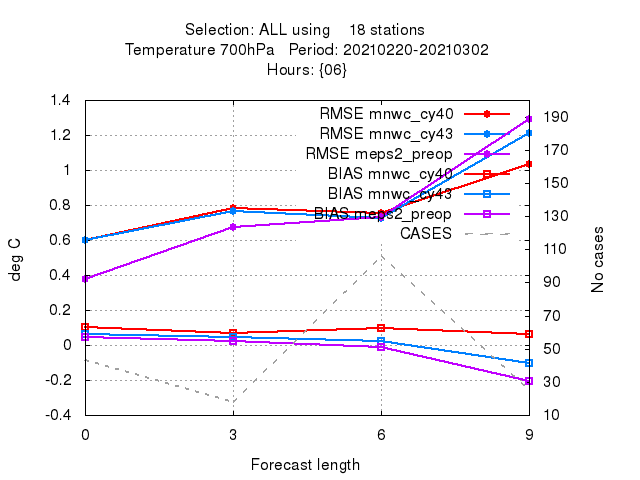 Selection: ALL using 18 stations
Temperature 700hPa Period: 20210220-20210302
Hours: {06}
1.4
1.2
1
0.8
0.6
0.4
0.2
0
-0.2
-0.4
deg C
RMSE mnwc_cy40
RMSE mnwc_cy43
RMSE meps2_preop
BIAS mnwc_cy40
BIAS mnwc_cy43
BIAS meps2_preop
CASES
190
170
150
130
110
90
70
50
30
10
No cases
0 3 6 9
Forecast length